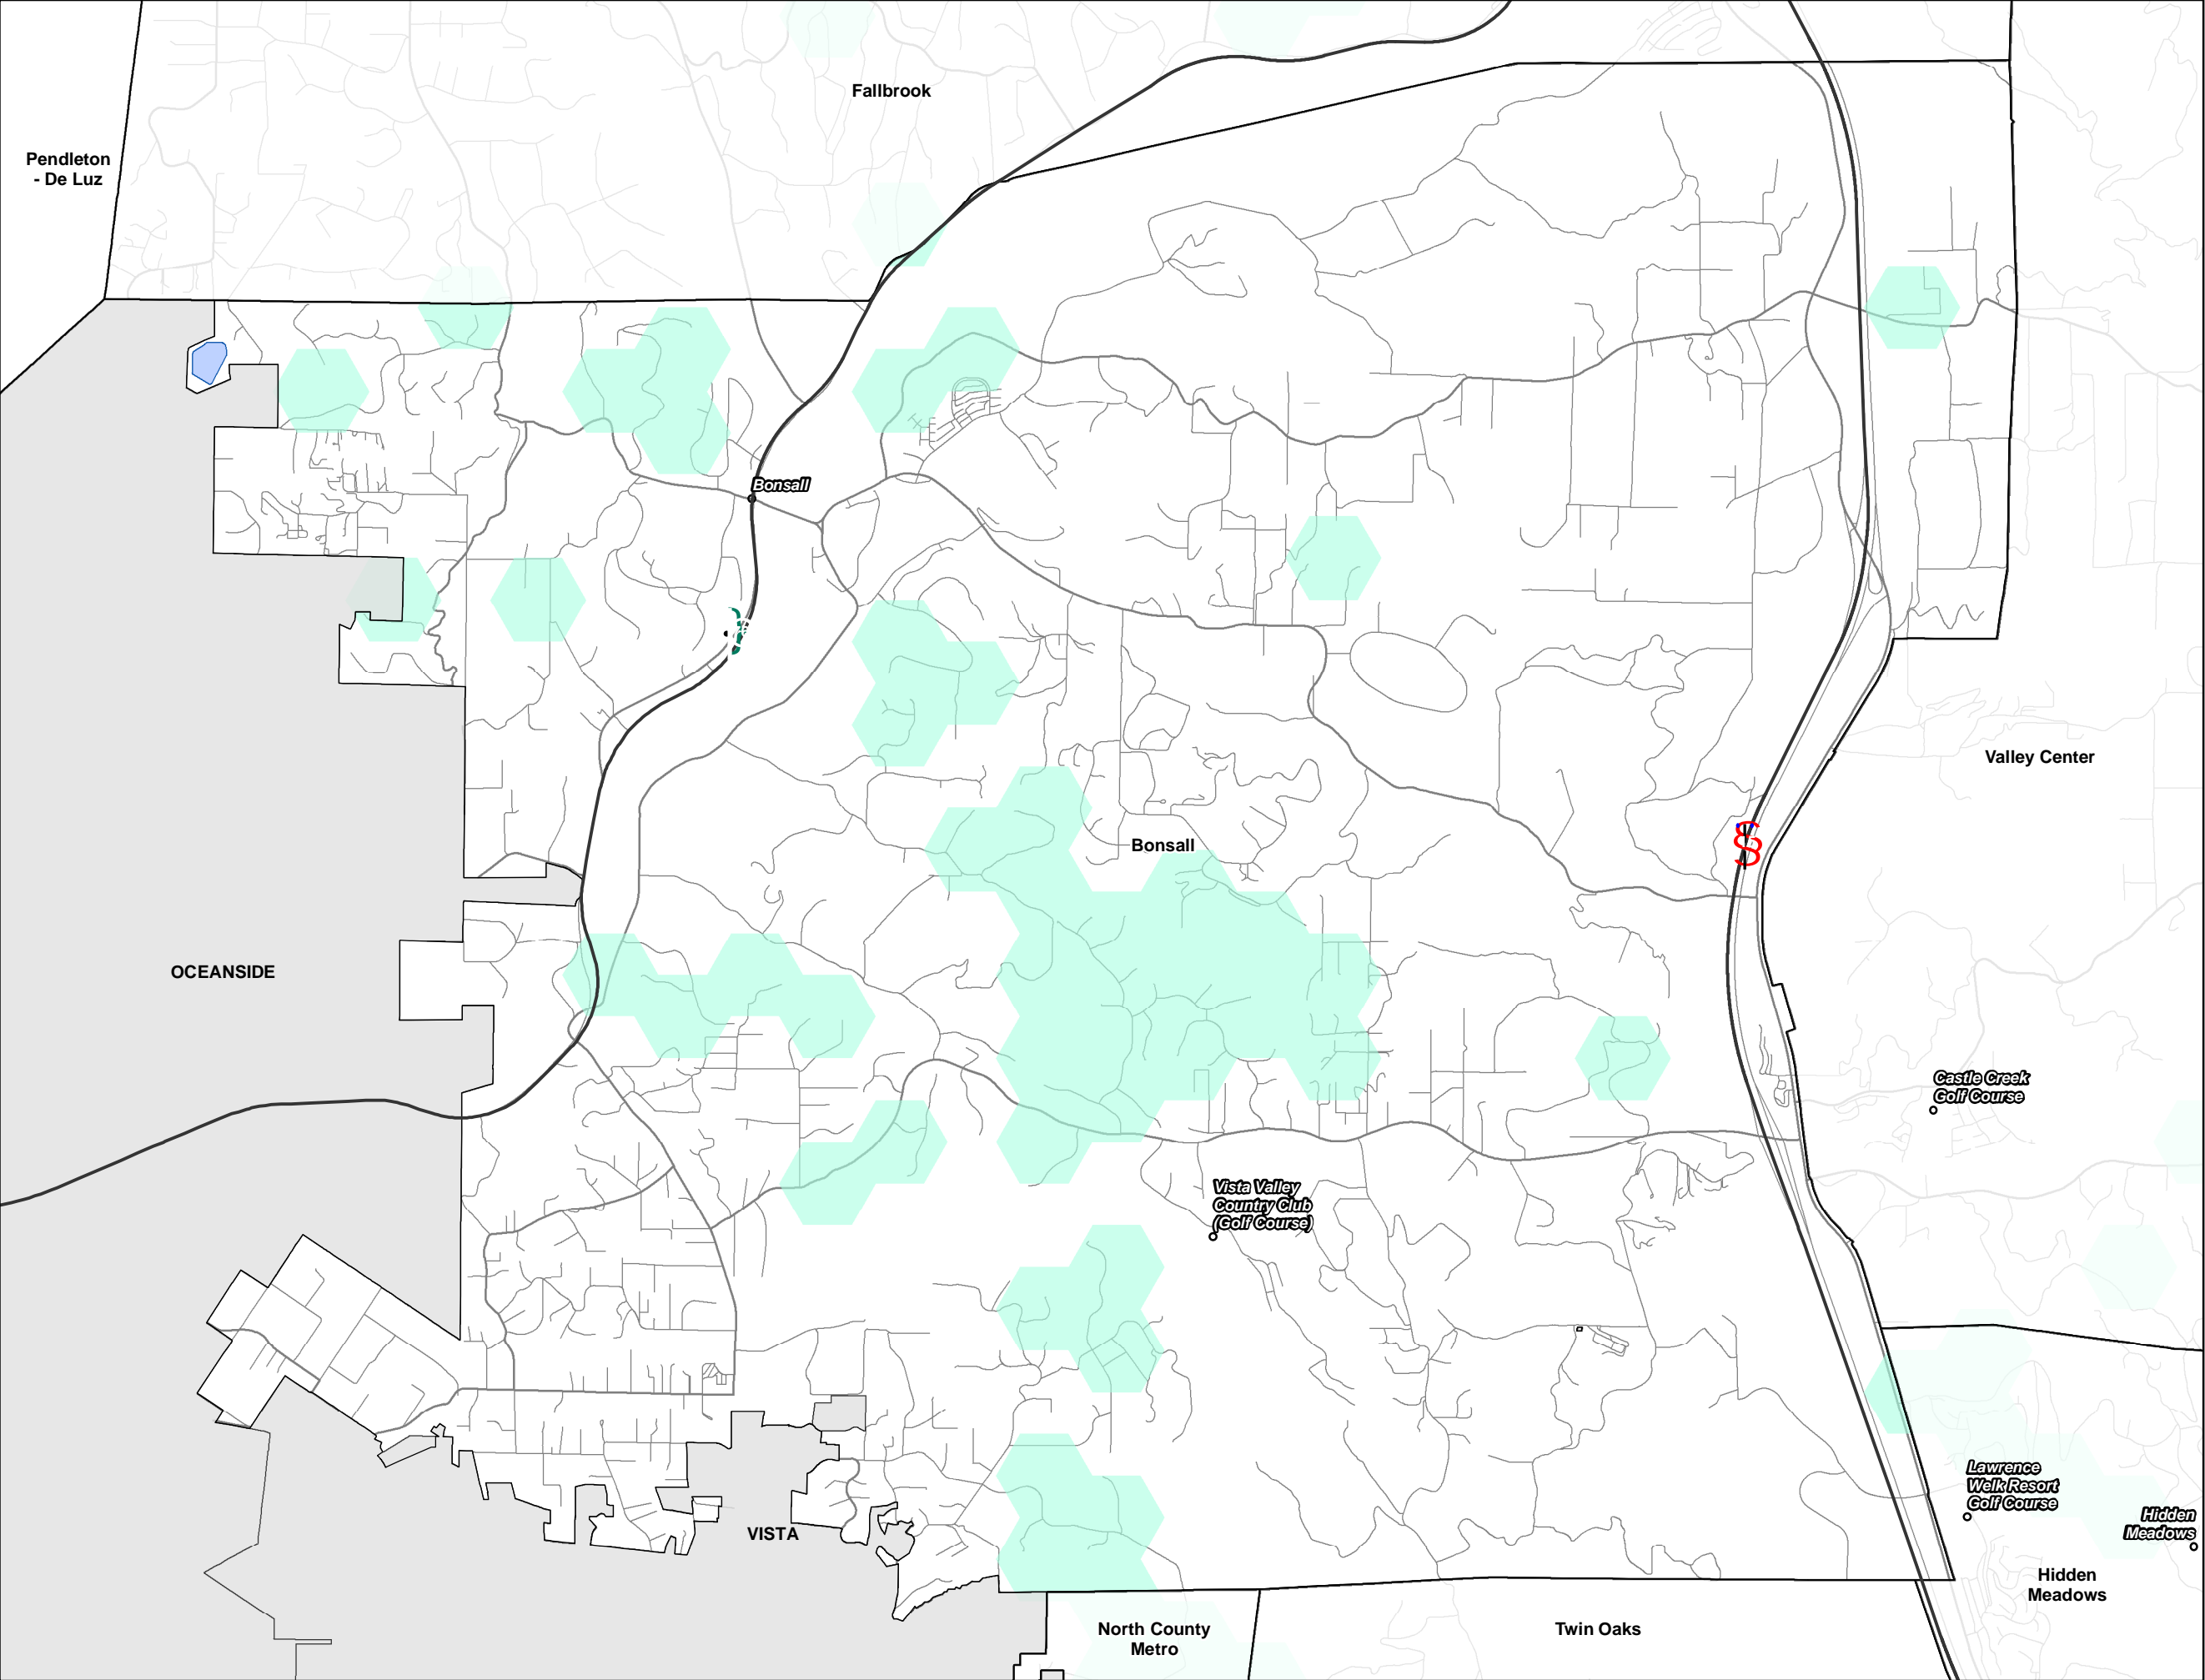 Fallbrook
Pendleton
- De Luz
Bonsall
Valley Center
Bonsall
OCEANSIDE
Castle Creek
Golf Course
Vista Valley
Country Club
(Golf Course)
Lawrence
Welk Resort
Golf Course
Hidden
Meadows
VISTA
Hidden
Meadows
North County
Metro
Twin Oaks